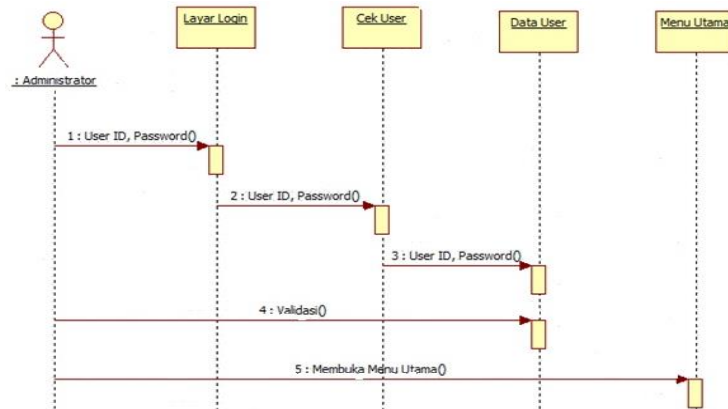 Layar Login
Cek User
Data User
Menu Utama
: Administrator
1 : User ID, Password()
2 : User ID, Password()
3 : User ID, Password()
4 : Validasi()
5 : Membuka Menu Utama()